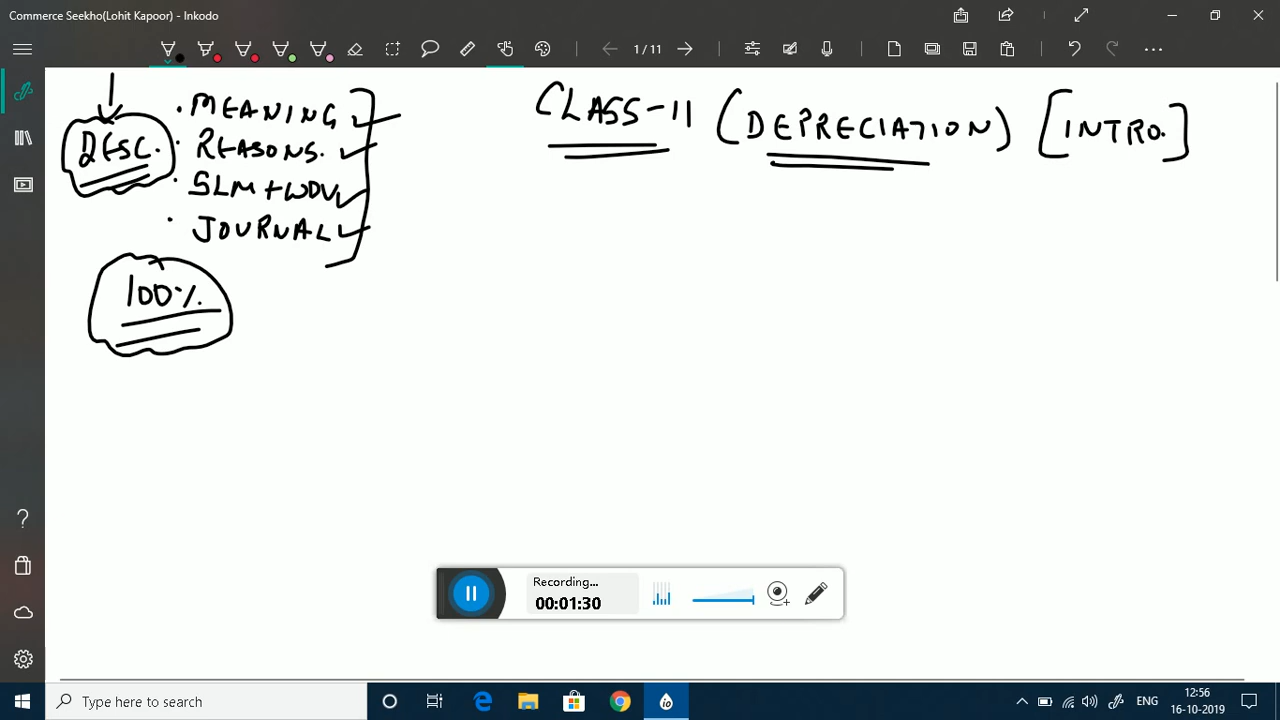 Commerce Seekho(Lohit Kapoor) - Inkodo
1 / 11
CLASS-11 (DEPRECIATION) [INTRO.]
DESC.
• MEANING
• REASONS.
• SLM+WDV
• JOURNAL
100%
Recording...
00:01:30
Type here to search
ENG
12:56
16-10-2019